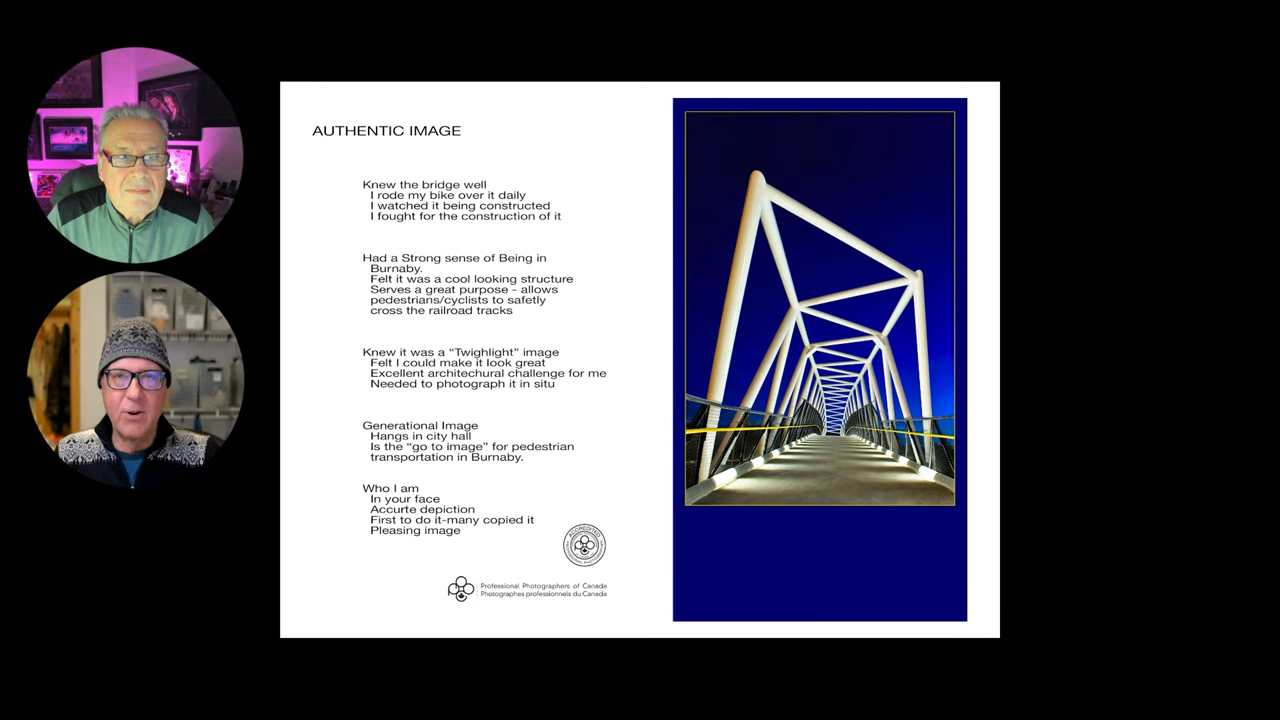 AUTHENTIC IMAGE
Knew the bridge well
I rode my bike over it daily
I watched it being constructed
I fought for the construction of it
Had a Strong sense of Being in
Burnaby.
Felt it was a cool looking structure
Serves a great purpose - allows
pedestrians/cyclists to safetly
cross the railroad tracks
Knew it was a “Twighlight” image
Felt I could make it look great
Excellent architechural challenge for me
Needed to photograph it in situ
Generational Image
Hangs in city hall
Is the “go to image” for pedestrian
transportation in Burnaby.
Who I am
In your face
Accurte depiction
First to do it-many copied it
Pleasing image
ACCREDITED
Professional Photographers of Canada
Photographes professionnels du Canada